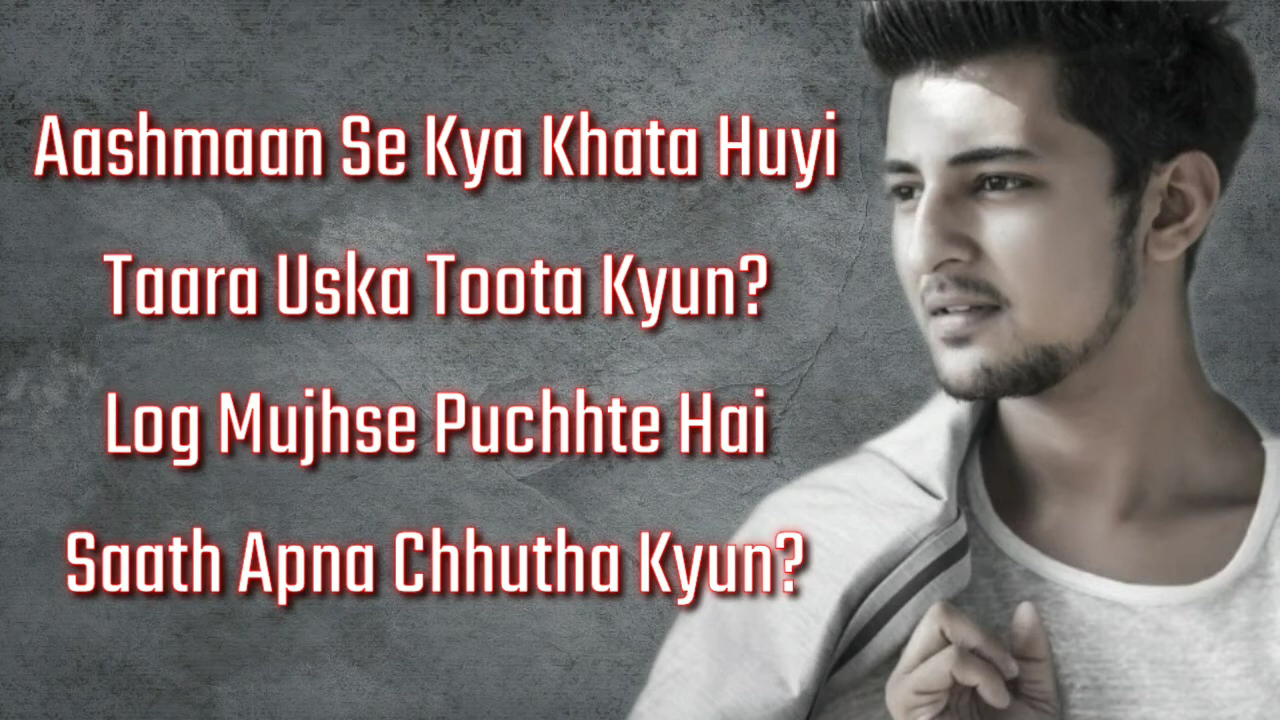 Aashmaan Se Kya Khata Huyi
Taara Uska Toota Kyun?
Log Mujhse Puchhte Hai
Saath Apna Chhutha Kyun?